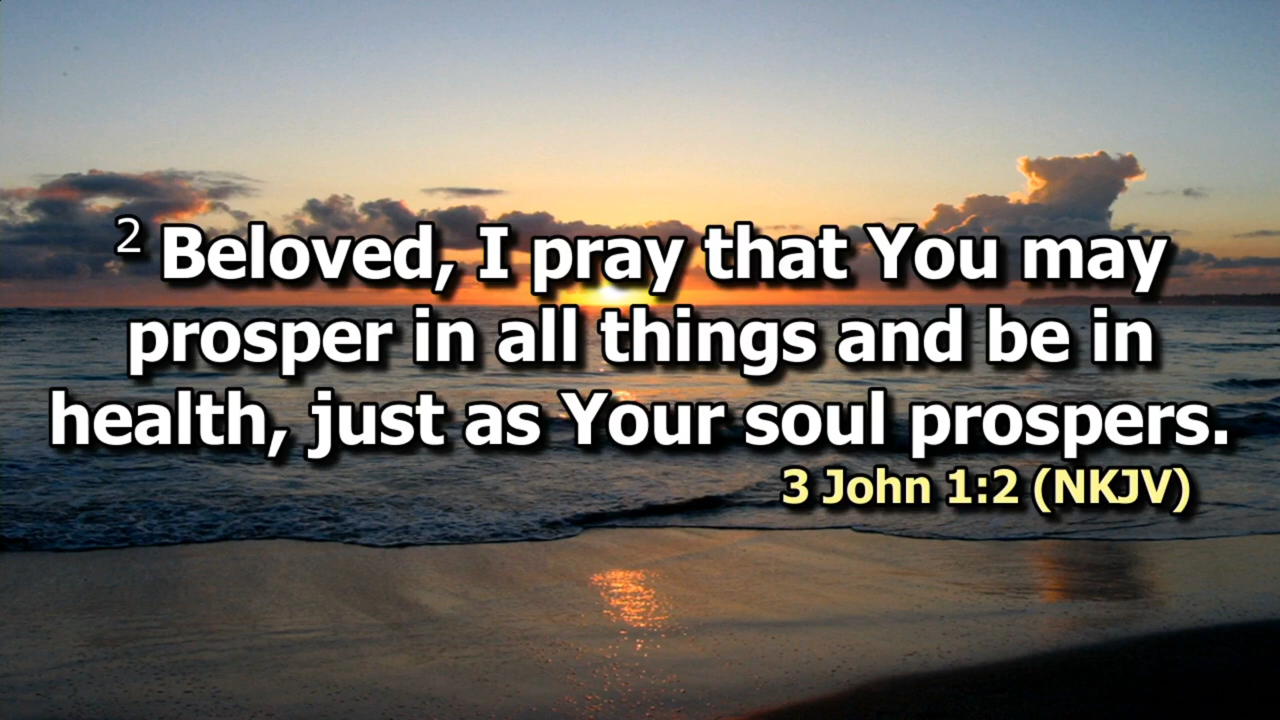 2 Beloved, I pray that You may
prosper in all things and be in
health, just as Your soul prospers.
3 John 1:2 (NKJV)